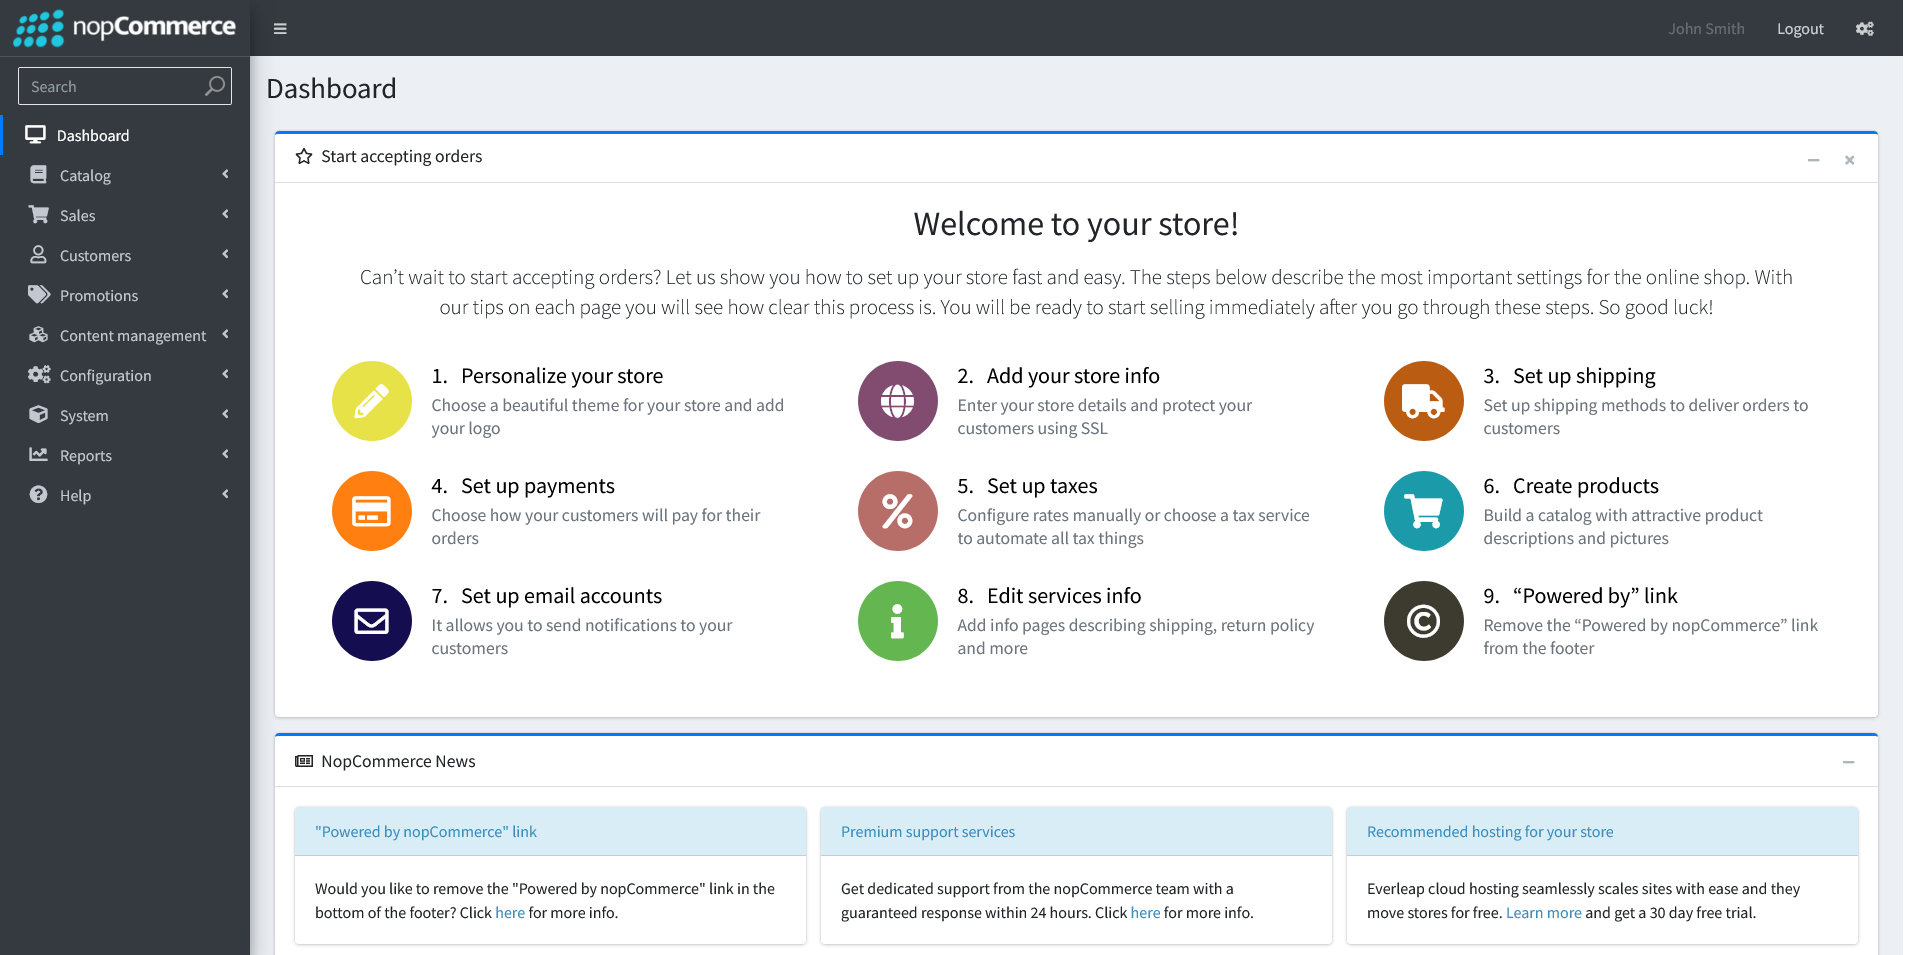 nopCommerce
John Smith
Logout
Search
Dashboard
Catalog
Sales
Customers
Promotions
Content management
Configuration
System
Reports
Help
Dashboard
Start accepting orders
Welcome to your store!
Can’t wait to start accepting orders? Let us show you how to set up your store fast and easy. The steps below describe the most important settings for the online shop. With
our tips on each page you will see how clear this process is. You will be ready to start selling immediately after you go through these steps. So good luck!
1. Personalize your store
Choose a beautiful theme for your store and add
your logo
2. Add your store info
Enter your store details and protect your
customers using SSL
3. Set up shipping
Set up shipping methods to deliver orders to
customers
4. Set up payments
Choose how your customers will pay for their
orders
5. Set up taxes
Configure rates manually or choose a tax service
to automate all tax things
6. Create products
Build a catalog with attractive product
descriptions and pictures
7. Set up email accounts
It allows you to send notifications to your
customers
8. Edit services info
Add info pages describing shipping, return policy
and more
9. “Powered by” link
Remove the “Powered by nopCommerce” link
from the footer
NopCommerce News
"Powered by nopCommerce" link
Would you like to remove the "Powered by nopCommerce" link in the
bottom of the footer? Click here for more info.
Premium support services
Get dedicated support from the nopCommerce team with a
guaranteed response within 24 hours. Click here for more info.
Recommended hosting for your store
Everleap cloud hosting seamlessly scales sites with ease and they
move stores for free. Learn more and get a 30 day free trial.